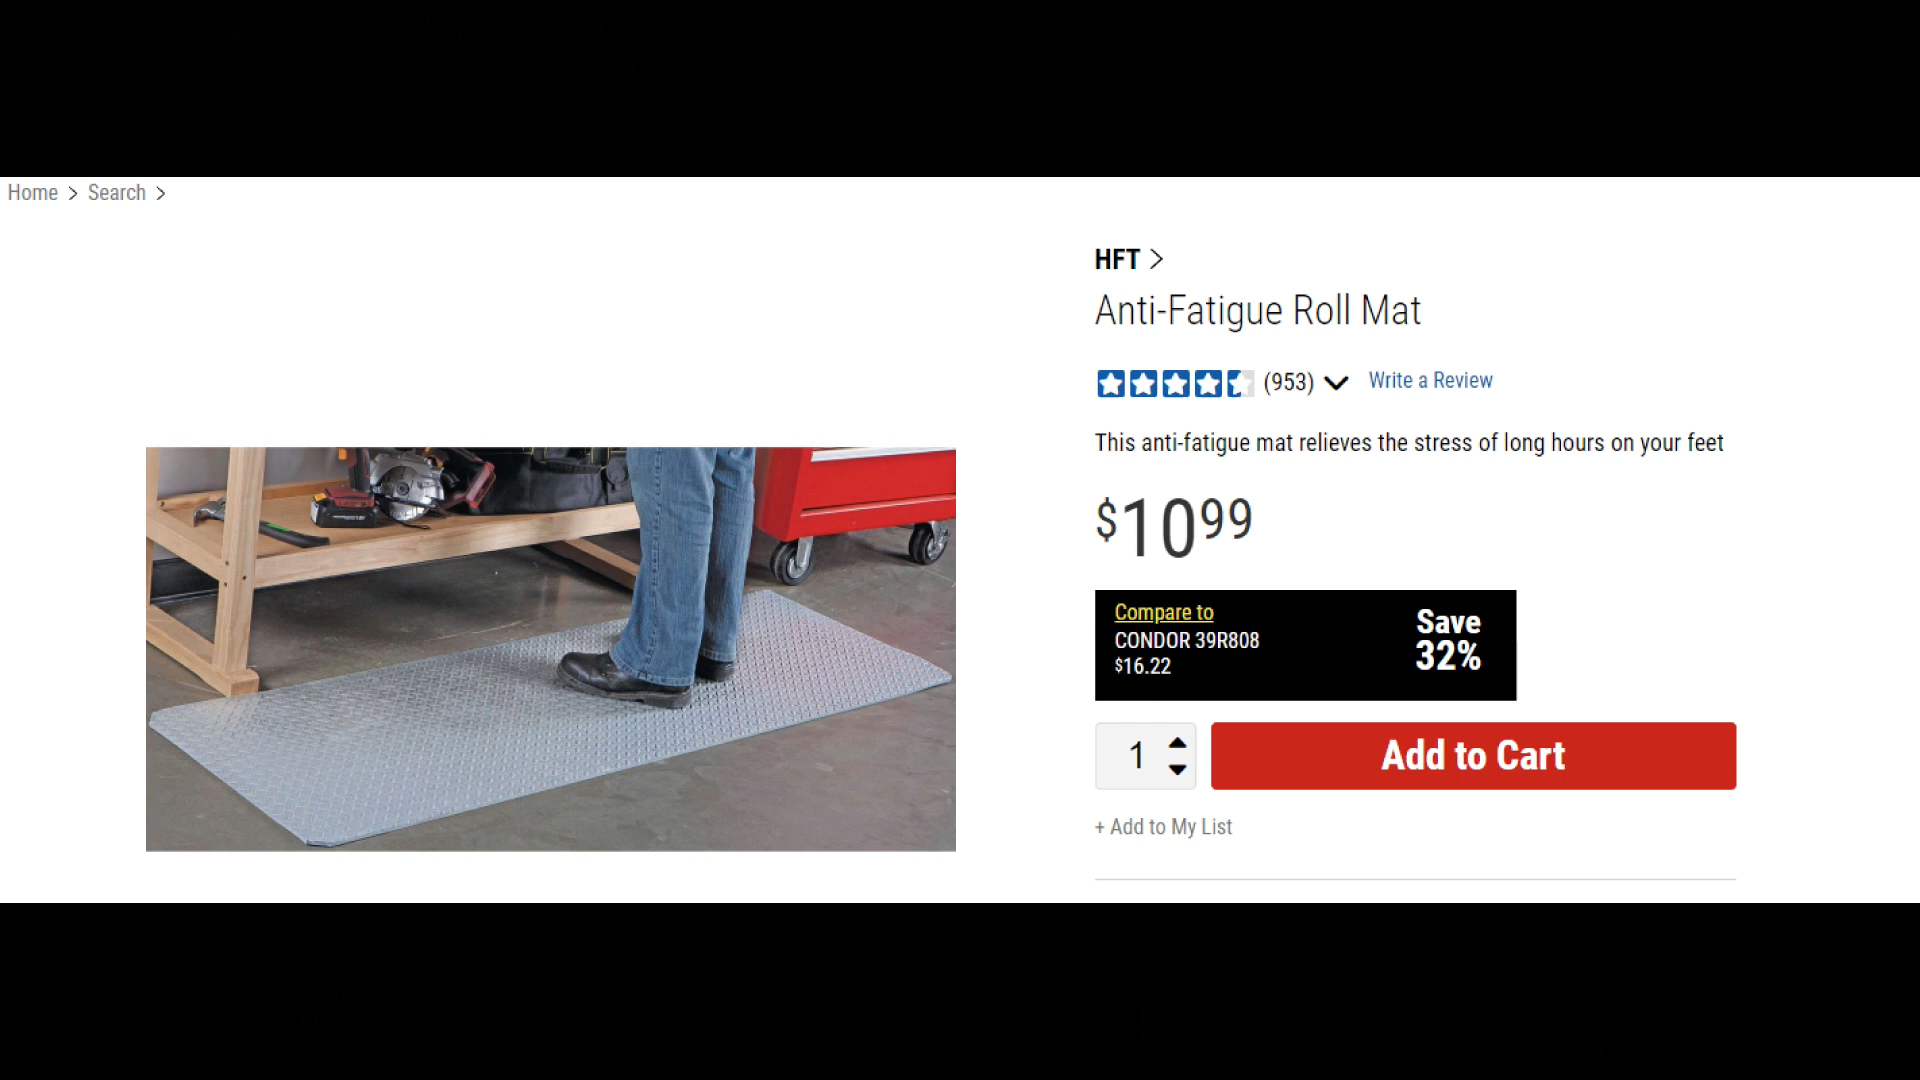 Home > Search >
HFT >
Anti-Fatigue Roll Mat
(953) Write a Review
This anti-fatigue mat relieves the stress of long hours on your feet
$1099
Compare to
CONDOR 39R808
$16.22
Save
32%
1
Add to Cart
+ Add to My List